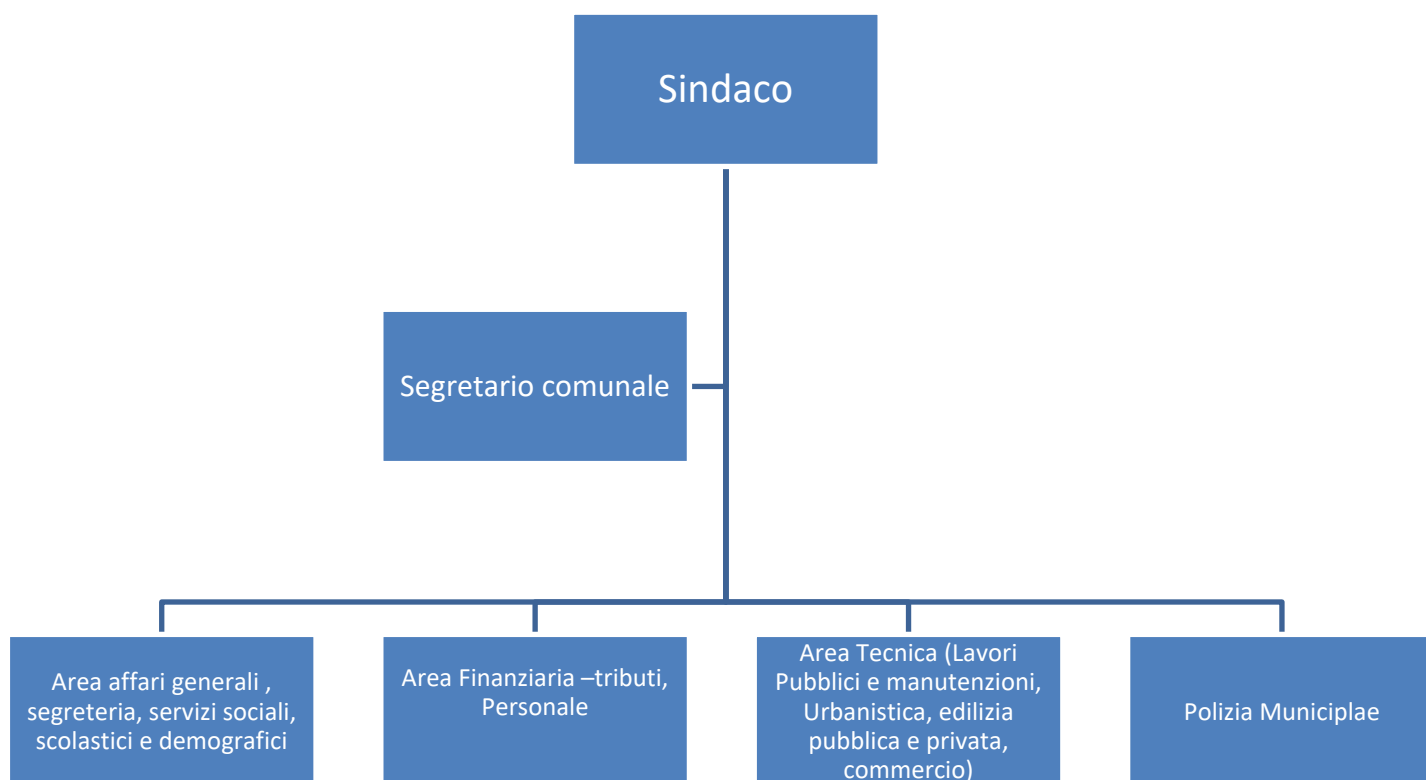 Sindaco
Segretario comunale
Area affari generali ,
segreteria, servizi sociali,
scolastici e demografici
Area Finanziaria –tributi,
Personale
Area Tecnica (Lavori
Pubblici e manutenzioni,
Urbanistica, edilizia
pubblica e privata,
commercio)
Polizia Municiplae